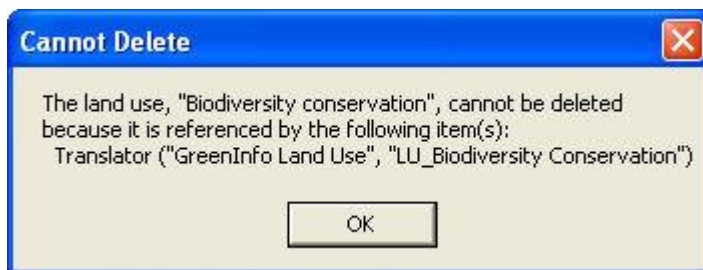 Cannot Delete
The land use, "Biodiversity conservation", cannot be deleted
because it is referenced by the following item(s):
Translator ("GreenInfo Land Use", "LU_Biodiversity Conservation")
OK